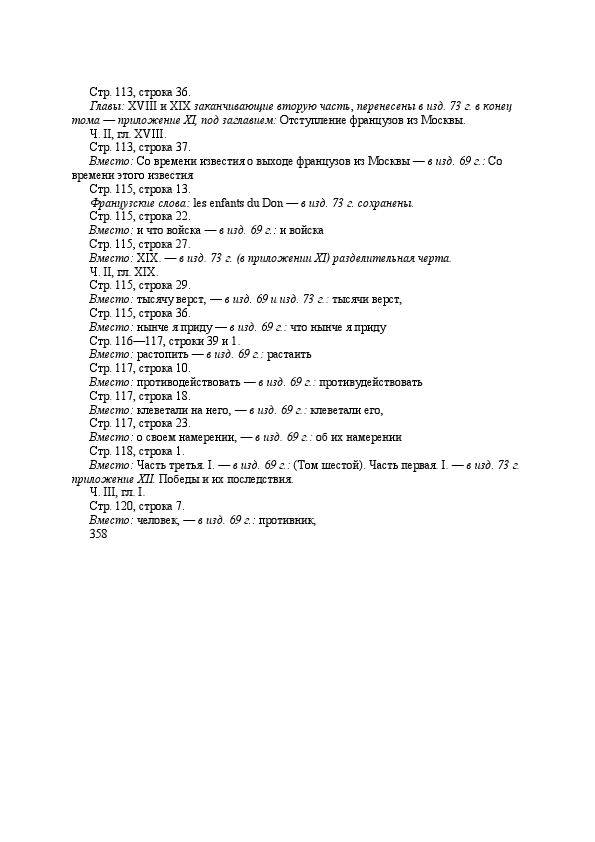 Стр. 113, строка 36.
Главы: XVIII и XIX заканчивающие вторую часть, перенесены в изд. 73 г. в конец
тома — приложение XI, под заглавием: Отступление французов из Москвы.
Ч. II, гл. XVIII.
Стр. 113, строка 37.
Вместо: Со времени известия о выходе французов из Москвы — в изд. 69 г.: Со
времени этого известия
Стр. 115, строка 13.
Французские слова: les enfants du Don — в изд. 73 г. сохранены.
Стр. 115, строка 22.
Вместо: и что войска — в изд. 69 г.: и войска
Стр. 115, строка 27.
Вместо: XIX. — в изд. 73 г. (в приложении XI) разделительная черта.
Ч. II, гл. XIX.
Стр. 115, строка 29.
Вместо: тысячу верст, — в изд. 69 и изд. 73 г.: тысячи верст,
Стр. 115, строка 36.
Вместо: нынче я приду — в изд. 69 г.: что нынче я приду
Стр. 116—117, строки 39 и 1.
Вместо: растопить — в изд. 69 г.: растаить
Стр. 117, строка 10.
Вместо: противодействовать — в изд. 69 г.: противудействовать
Стр. 117, строка 18.
Вместо: клеветали на него, — в изд. 69 г.: клеветали его,
Стр. 117, строка 23.
Вместо: о своем намерении, — в изд. 69 г.: об их намерении
Стр. 118, строка 1.
Вместо: Часть третья. I. — в изд. 69 г.: (Том шестой). Часть первая. I. — в изд. 73 г.
приложение XII. Победы и их последствия.
Ч. III, гл. I.
Стр. 120, строка 7.
Вместо: человек, — в изд. 69 г.: противник,
358